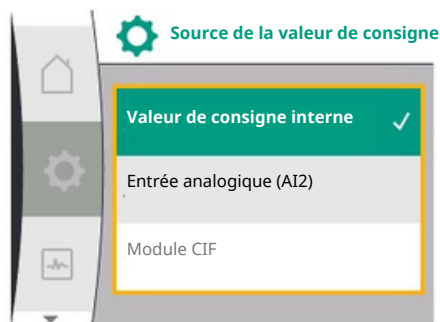 Source de la valeur de consigne
Valeur de consigne interne
Entrée analogique (AI2)
Module CIF